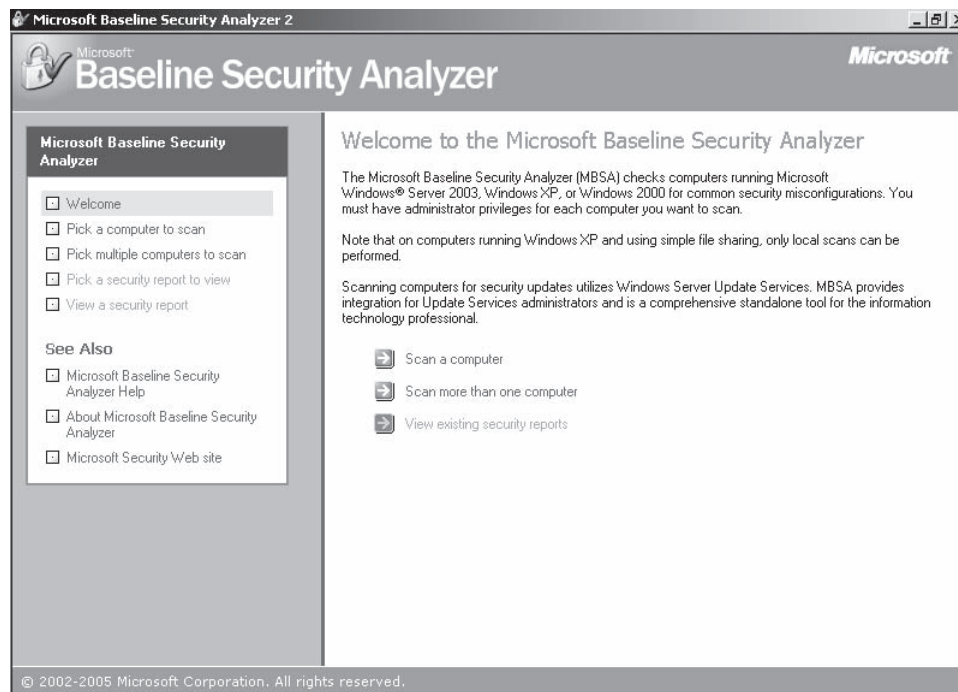 Microsoft Baseline Security Analyzer 2
Microsoft
Baseline Security Analyzer
Microsoft
Microsoft Baseline Security
Analyzer
Welcome
Pick a computer to scan
Pick multiple computers to scan
Pick a security report to view
View a security report
See Also
Microsoft Baseline Security
Analyzer Help
About Microsoft Baseline Security
Analyzer
Microsoft Security Web site
Welcome to the Microsoft Baseline Security Analyzer
The Microsoft Baseline Security Analyzer (MBSA) checks computers running Microsoft
Windows® Server 2003, Windows XP, or Windows 2000 for common security misconfigurations. You
must have administrator privileges for each computer you want to scan.
Note that on computers running Windows XP and using simple file sharing, only local scans can be
performed.
Scanning computers for security updates utilizes Windows Server Update Services. MBSA provides
integration for Update Services administrators and is a comprehensive standalone tool for the information
technology professional.
Scan a computer
Scan more than one computer
View existing security reports
© 2002-2005 Microsoft Corporation. All rights reserved.